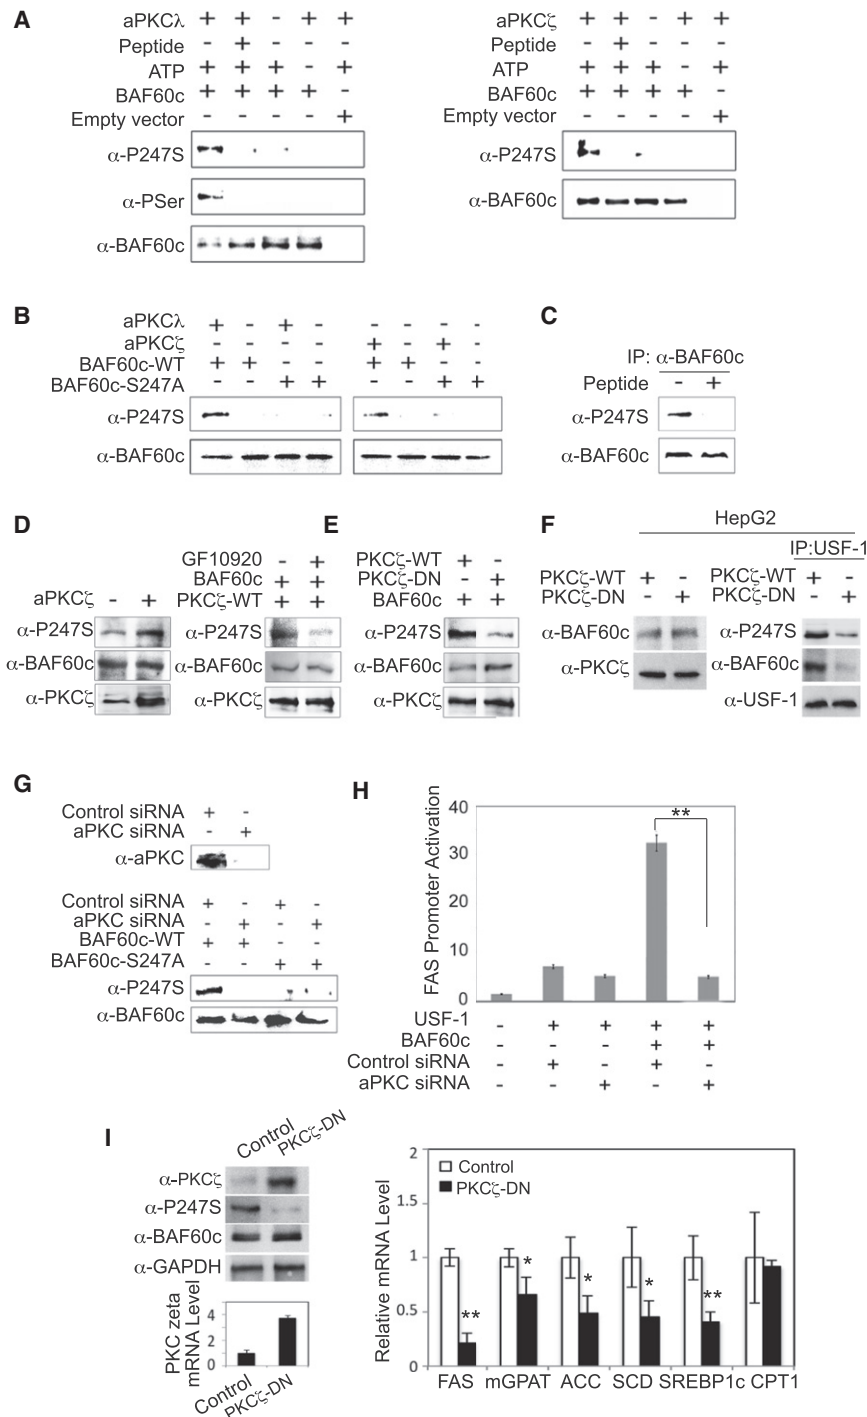 A
aPKCλ + + - + +
Peptide - + - - -
ATP + + + - +
BAF60c + + + + -
Empty vector - - - - +
α-P247S
α-PSer
α-BAF60c
aPKCζ + + - + +
Peptide - + - - -
ATP + + + - +
BAF60c + + + + -
Empty vector - - - - +
α-P247S
α-BAF60c
B
aPKCλ + - + - - - - -
aPKCζ - - - - + - + -
BAF60c-WT + + - - + + - -
BAF60c-S247A - - + + - - + +
α-P247S
α-BAF60c
C
IP: α-BAF60c
Peptide - +
α-P247S
α-BAF60c
D
aPKCζ - +
α-P247S
α-BAF60c
α-PKCζ
GF10920 - +
BAF60c + +
PKCζ-WT + +
α-P247S
α-BAF60c
α-PKCζ
E
PKCζ-WT + -
PKCζ-DN - +
BAF60c + +
α-P247S
α-BAF60c
α-PKCζ
F
HepG2
PKCζ-WT + -
PKCζ-DN - +
α-BAF60c
α-PKCζ
IP:USF-1
PKCζ-WT + -
PKCζ-DN - +
α-P247S
α-BAF60c
α-USF-1
G
Control siRNA + -
aPKC siRNA - +
α-aPKC
Control siRNA + - + -
aPKC siRNA - + - +
BAF60c-WT + + - -
BAF60c-S247A - - + +
α-P247S
α-BAF60c
H
FAS Promoter Activation
40
30
20
10
0
**
USF-1 - + + + +
BAF60c - - - + +
Control siRNA - + - + -
aPKC siRNA - - + - +
I
Control
PKCζ-DN
α-PKCζ
α-P247S
α-BAF60c
α-GAPDH
PKC zeta
mRNA Level
4
2
0
Control
PKCζ-DN
Relative mRNA Level
2
1.5
1
0.5
0
Control
PKCζ-DN
** * * * **
FAS mGPAT ACC SCD SREBP1c CPT1